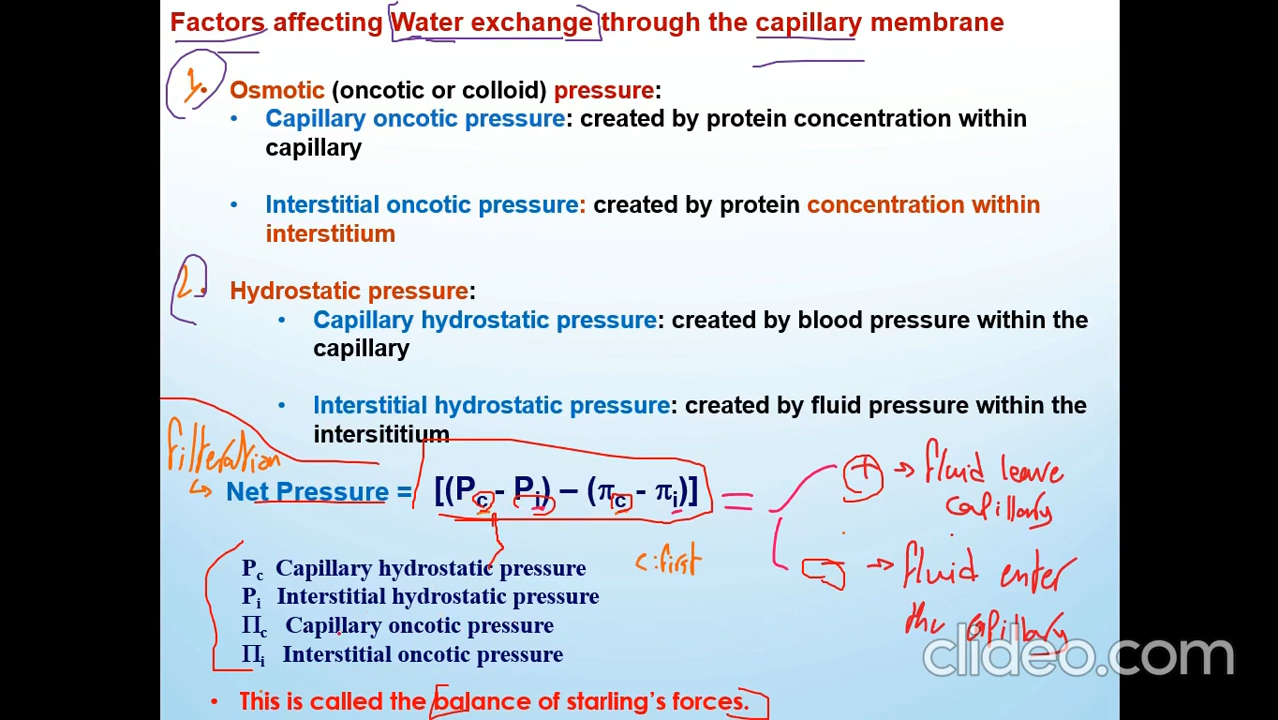 Factors affecting Water exchange through the capillary membrane
1. Osmotic (oncotic or colloid) pressure:
• Capillary oncotic pressure: created by protein concentration within
capillary
• Interstitial oncotic pressure: created by protein concentration within
interstitium
2. Hydrostatic pressure:
• Capillary hydrostatic pressure: created by blood pressure within the
capillary
• Interstitial hydrostatic pressure: created by fluid pressure within the
intersititium
filteration
Net Pressure = [(Pc - Pi) – (πc - πi)] =
+ → fluid leave
capillary
c:first
- → fluid enter
the capillary
Pc Capillary hydrostatic pressure
Pi Interstitial hydrostatic pressure
Πc Capillary oncotic pressure
Πi Interstitial oncotic pressure
clideo.com
• This is called the balance of starling's forces.